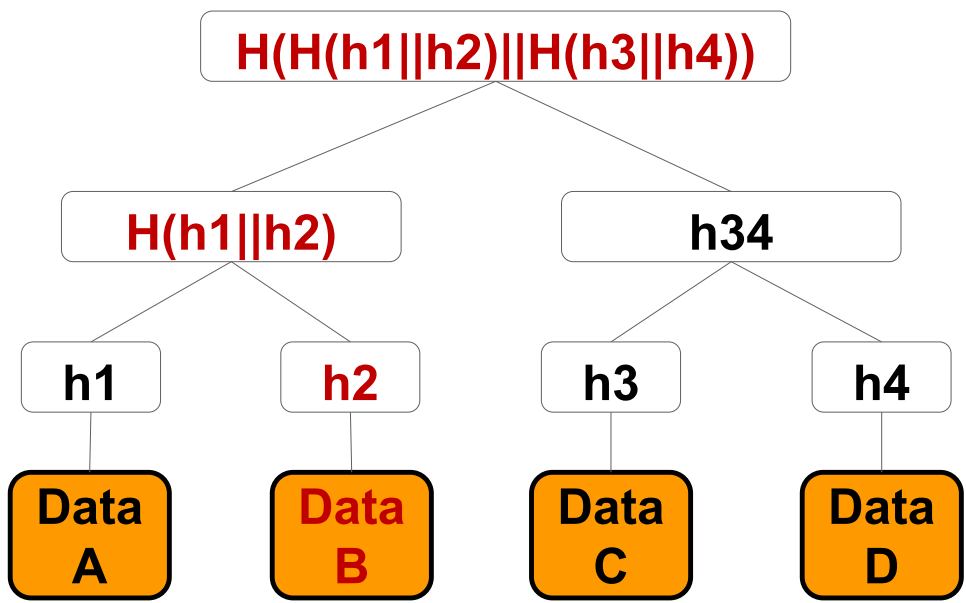 H(H(h1||h2)||H(h3||h4))
H(h1||h2)
h34
h1
h2
h3
h4
Data
A
Data
B
Data
C
Data
D